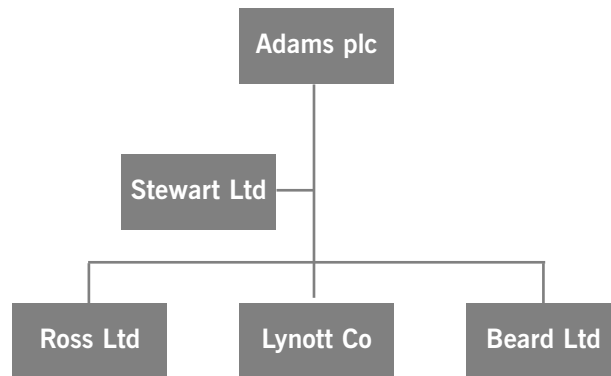 Adams plc
Stewart Ltd
Ross Ltd
Lynott Co
Beard Ltd